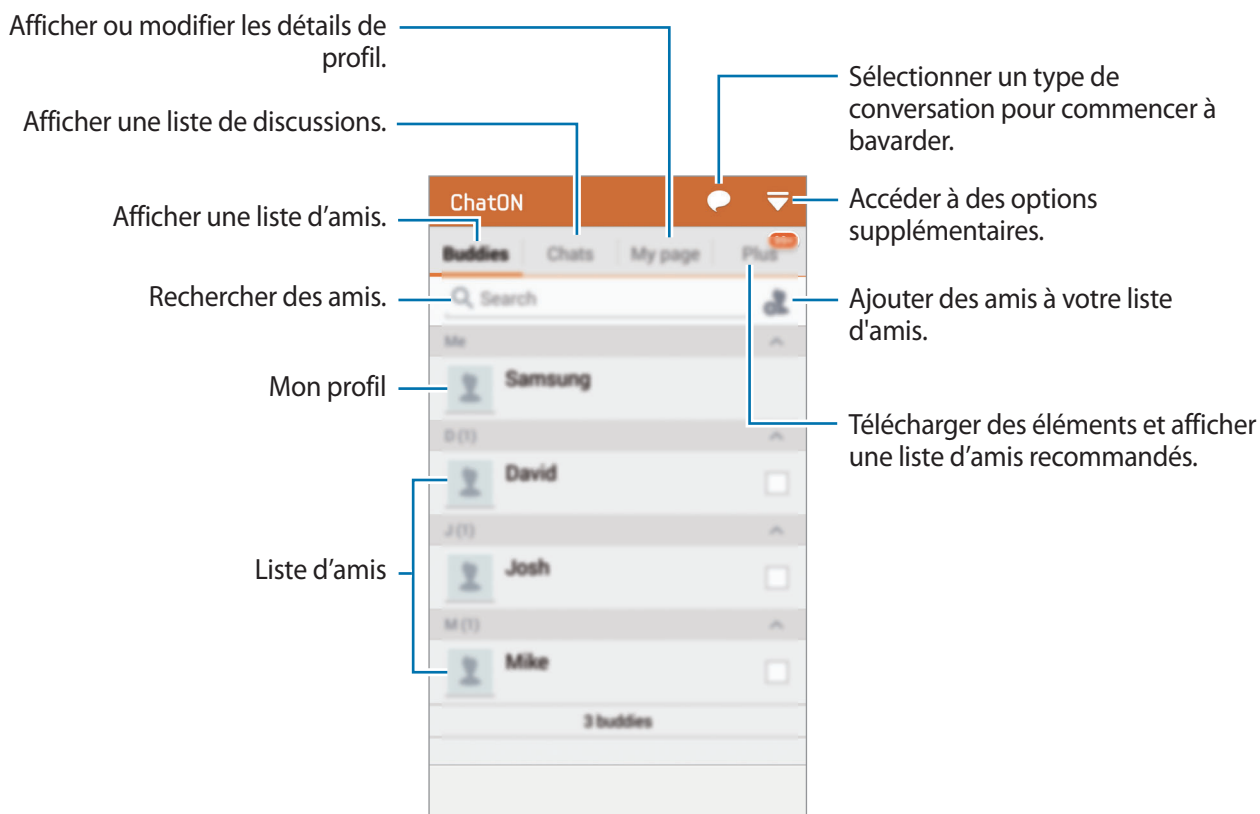 Afficher ou modifier les détails de
profil.
Afficher une liste de discussions.
Afficher une liste d’amis.
Rechercher des amis.
Mon profil
Liste d’amis
Sélectionner un type de
conversation pour commencer à
bavarder.
Accéder à des options
supplémentaires.
Ajouter des amis à votre liste
d'amis.
Télécharger des éléments et afficher
une liste d’amis recommandés.
ChatON
Buddies Chats My page Plus
Search
Me
Samsung
D (1)
David
J (1)
Josh
M (1)
Mike
3 buddies